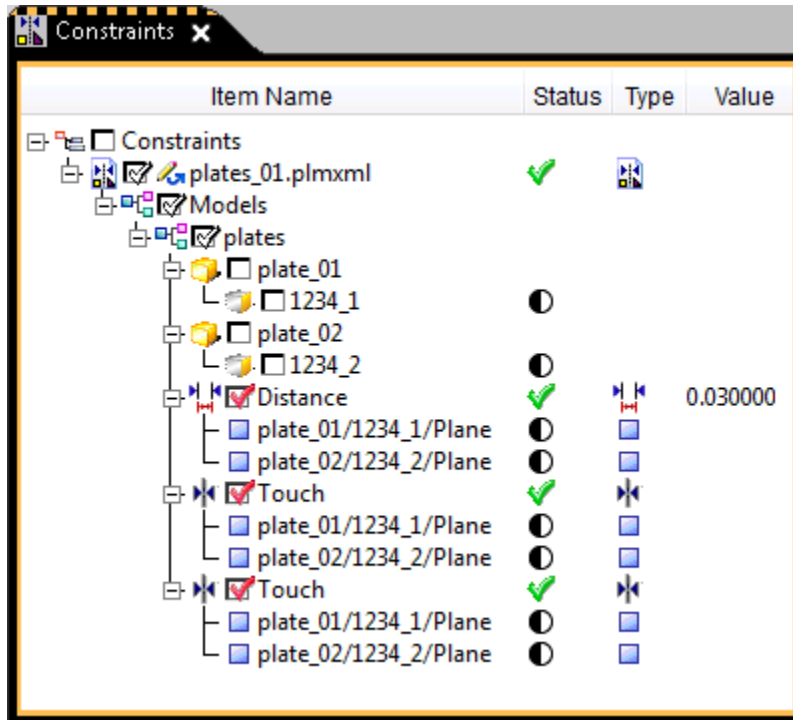 Constraints
Item Name Status Type Value
Constraints
plates_01.plmxml
Models
plates
plate_01
1234_1
plate_02
1234_2
Distance 0.030000
plate_01/1234_1/Plane
plate_02/1234_2/Plane
Touch
plate_01/1234_1/Plane
plate_02/1234_2/Plane
Touch
plate_01/1234_1/Plane
plate_02/1234_2/Plane